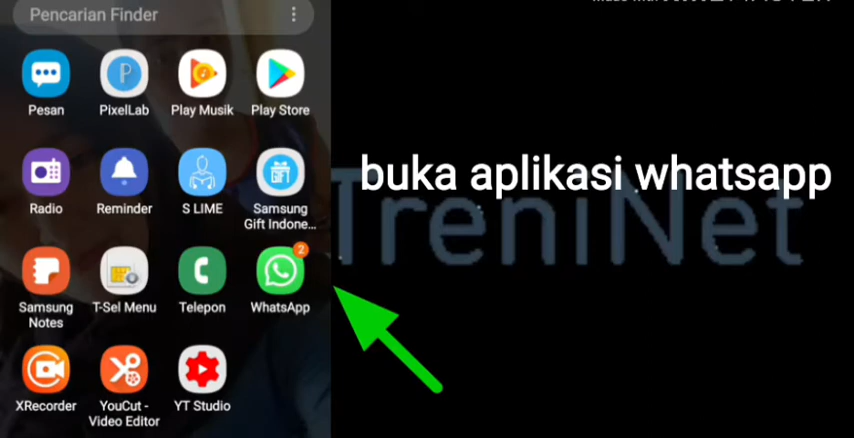 Pencarian Finder
Pesan
PixelLab
Play Musik
Play Store
Radio
Reminder
S LIME
Samsung
Gift Indone...
GIFT
2
Samsung
Notes
T-Sel Menu
Telepon
WhatsApp
XRecorder
YouCut -
Video Editor
YT Studio
buka aplikasi whatsapp
TreniNet